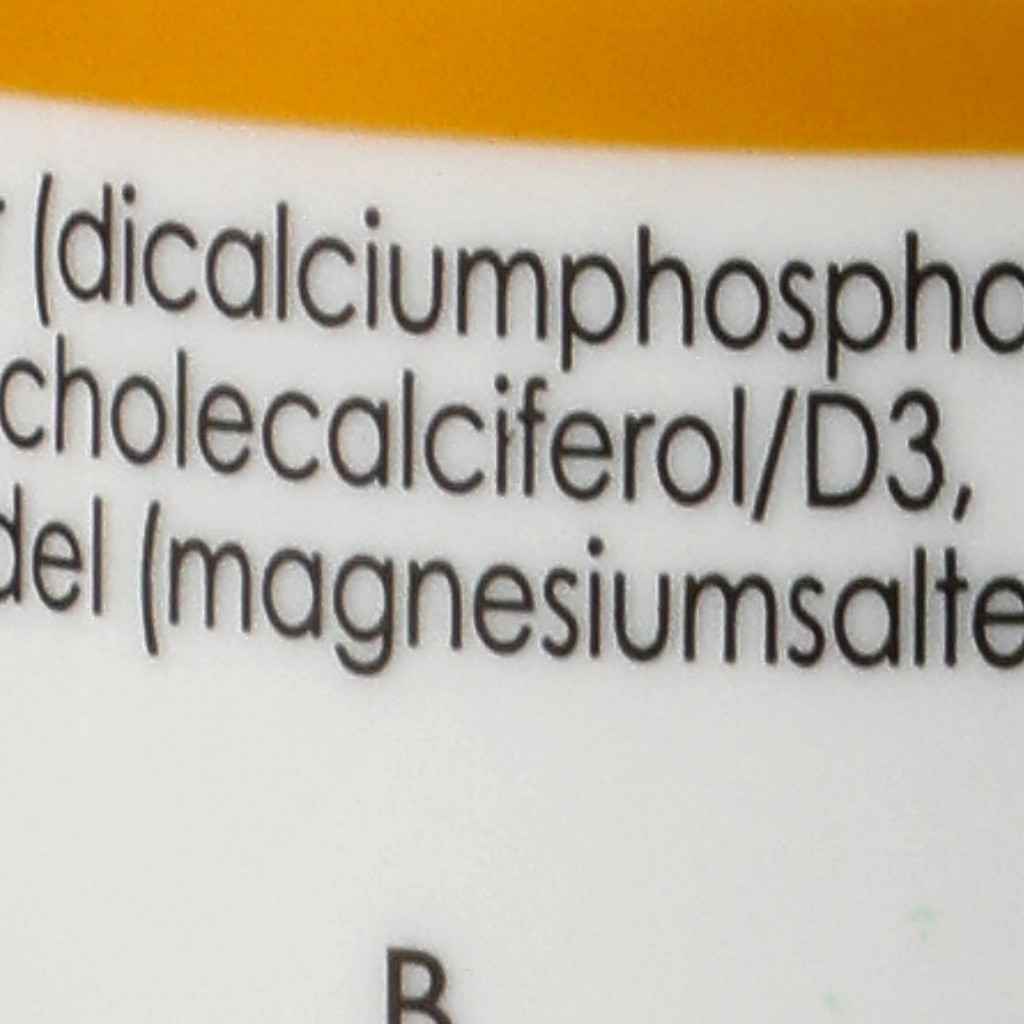 (dicalciumphospho
cholecalciferol/D3,
del (magnesiumsalte
B